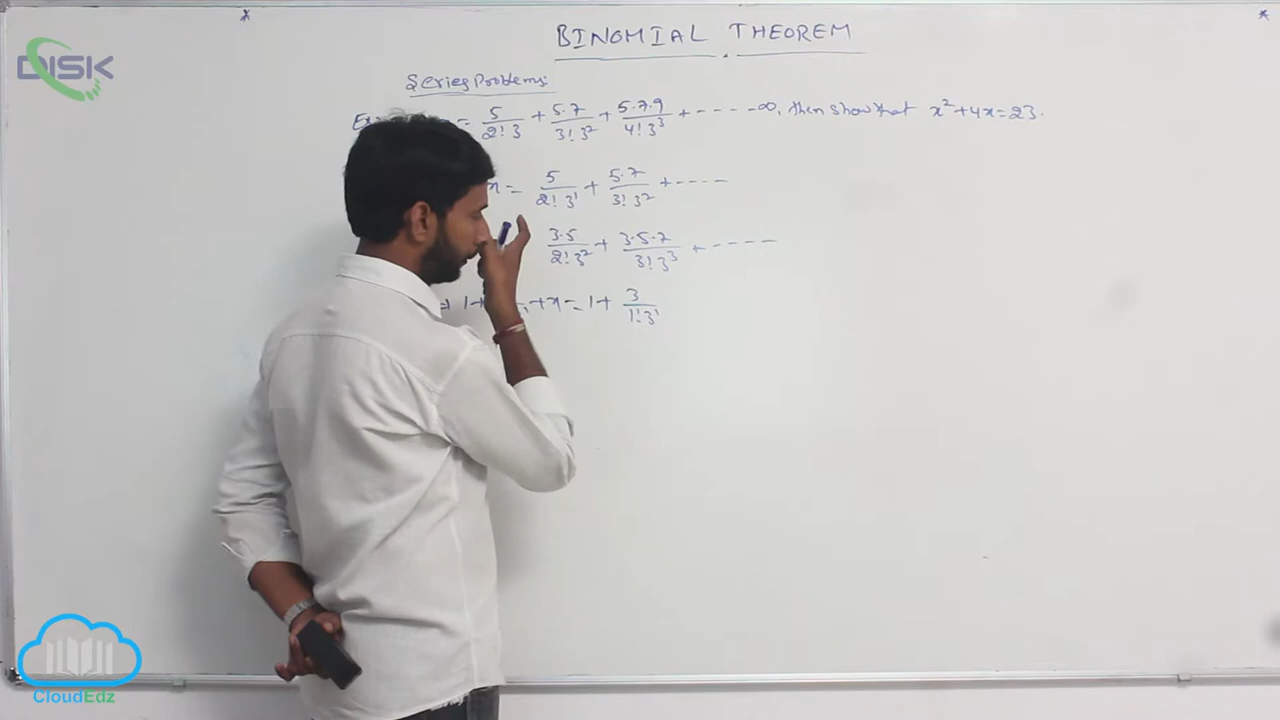 DISK
BINOMIAL THEOREM
Series Problems:
= 5/2!3 + 5·7/3!3² + 5·7·9/4!3³ + ---- -∞, then show that x²+4x=23.
x = 5/2!3¹ + 5·7/3!3² + ----
3·5/2!3² + 3·5·7/3!3³ + ----
1+ +x = 1+ 3/1!3¹
CloudEdz